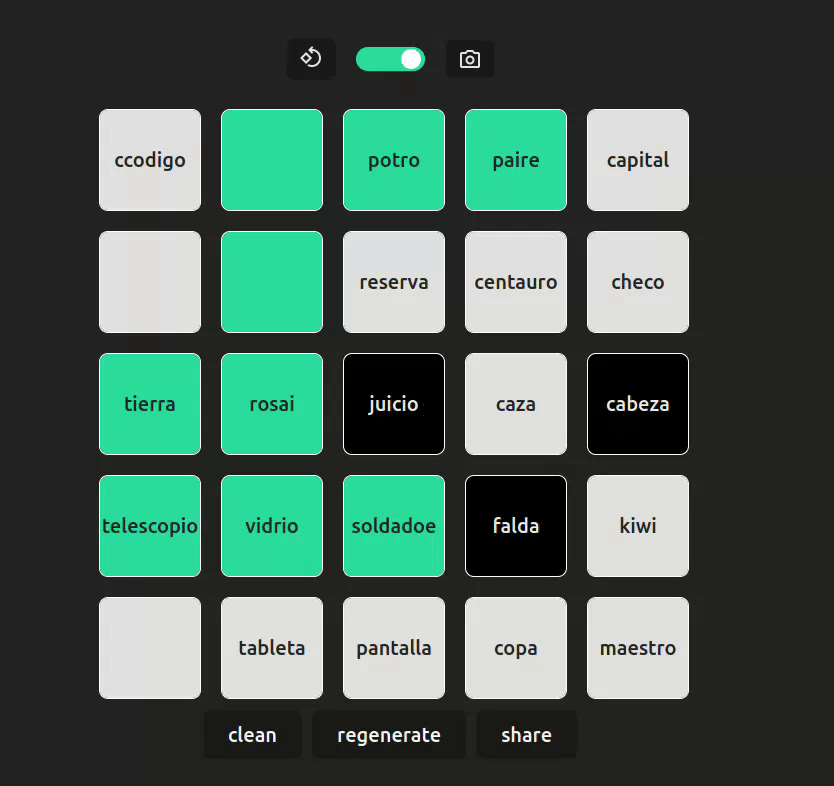 ccodigo potro paire capital
reserva centauro checo
tierra rosai juicio caza cabeza
telescopio vidrio soldadoe falda kiwi
tableta pantalla copa maestro
clean regenerate share